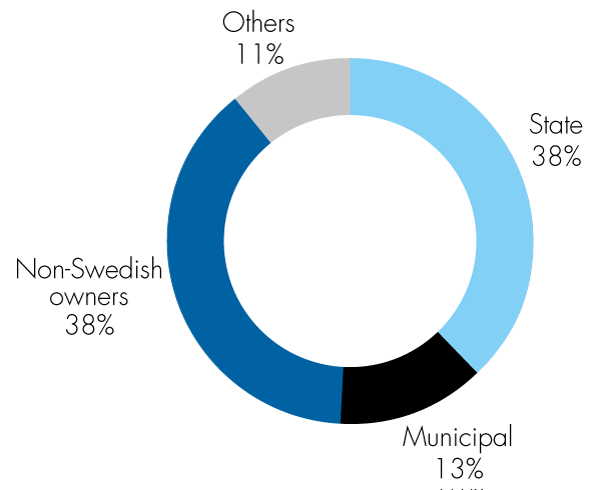 Others
11%
State
38%
Non-Swedish
owners
38%
Municipal
13%